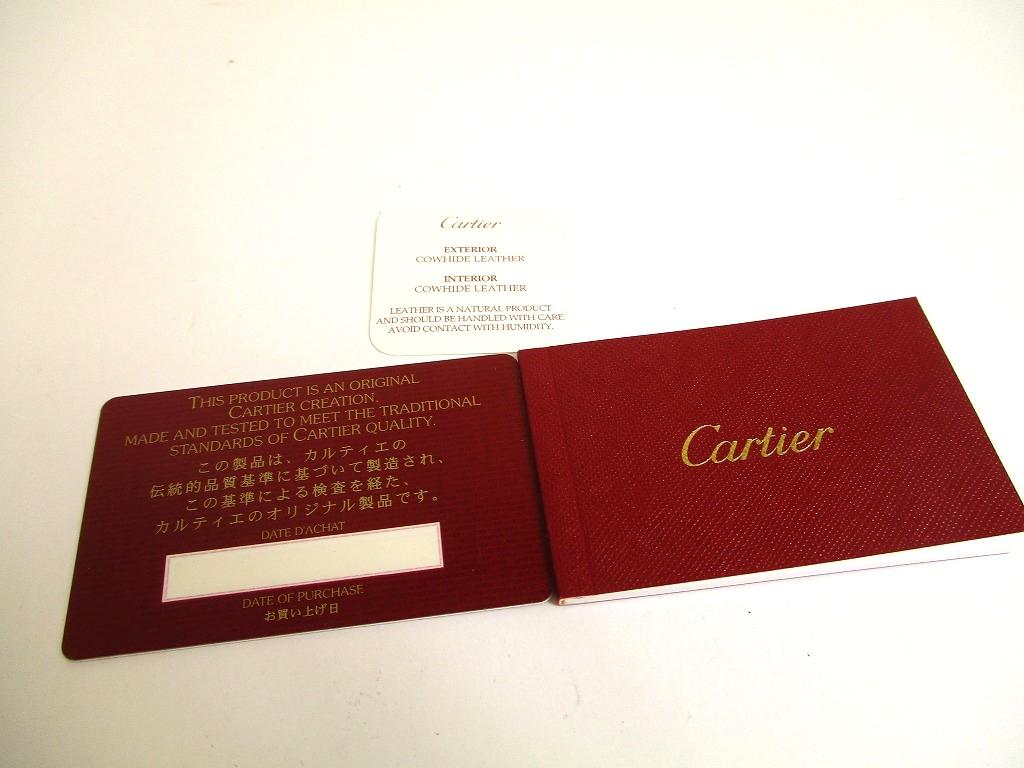 Cartier
EXTERIOR
COWHIDE LEATHER
INTERIOR
COWHIDE LEATHER
LEATHER IS A NATURAL PRODUCT
AND SHOULD BE HANDLED WITH CARE.
AVOID CONTACT WITH HUMIDITY.
THIS PRODUCT IS AN ORIGINAL
CARTIER CREATION.
MADE AND TESTED TO MEET THE TRADITIONAL
STANDARDS OF CARTIER QUALITY.
この製品は、カルティエの
伝統的品質基準に基づいて製造され、
この基準による検査を経た、
カルティエのオリジナル製品です。
DATE D'ACHAT
DATE OF PURCHASE
お買い上げ日
Cartier